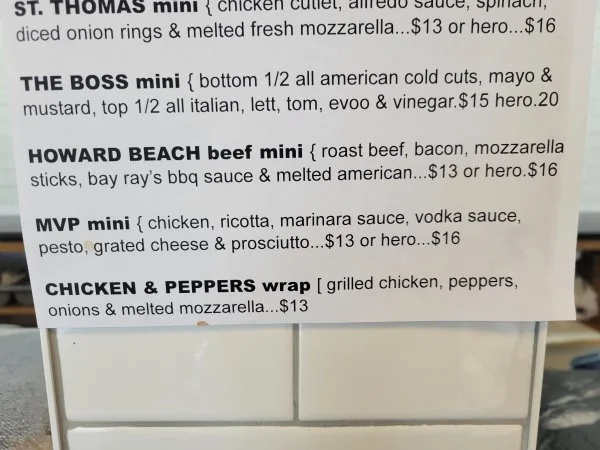 ST. THOMAS mini { chicken cutlet, alfredo sauce, spinach,
diced onion rings & melted fresh mozzarella...$13 or hero...$16
THE BOSS mini { bottom 1/2 all american cold cuts, mayo &
mustard, top 1/2 all italian, lett, tom, evoo & vinegar.$15 hero.20
HOWARD BEACH beef mini { roast beef, bacon, mozzarella
sticks, bay ray's bbq sauce & melted american...$13 or hero.$16
MVP mini { chicken, ricotta, marinara sauce, vodka sauce,
pesto, grated cheese & prosciutto...$13 or hero...$16
CHICKEN & PEPPERS wrap [ grilled chicken, peppers,
onions & melted mozzarella...$13